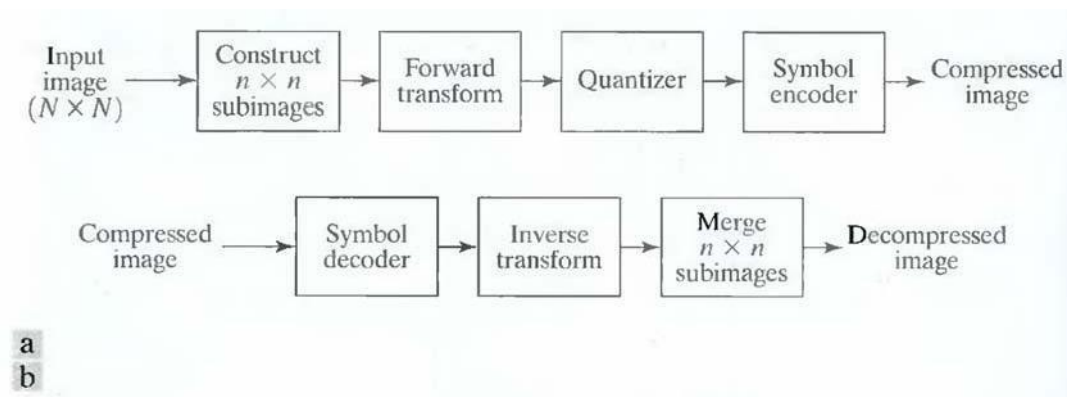 Input
image
(N × N)
Construct
n × n
subimages
Forward
transform
Quantizer
Symbol
encoder
Compressed
image
Compressed
image
Symbol
decoder
Inverse
transform
Merge
n × n
subimages
Decompressed
image
a
b